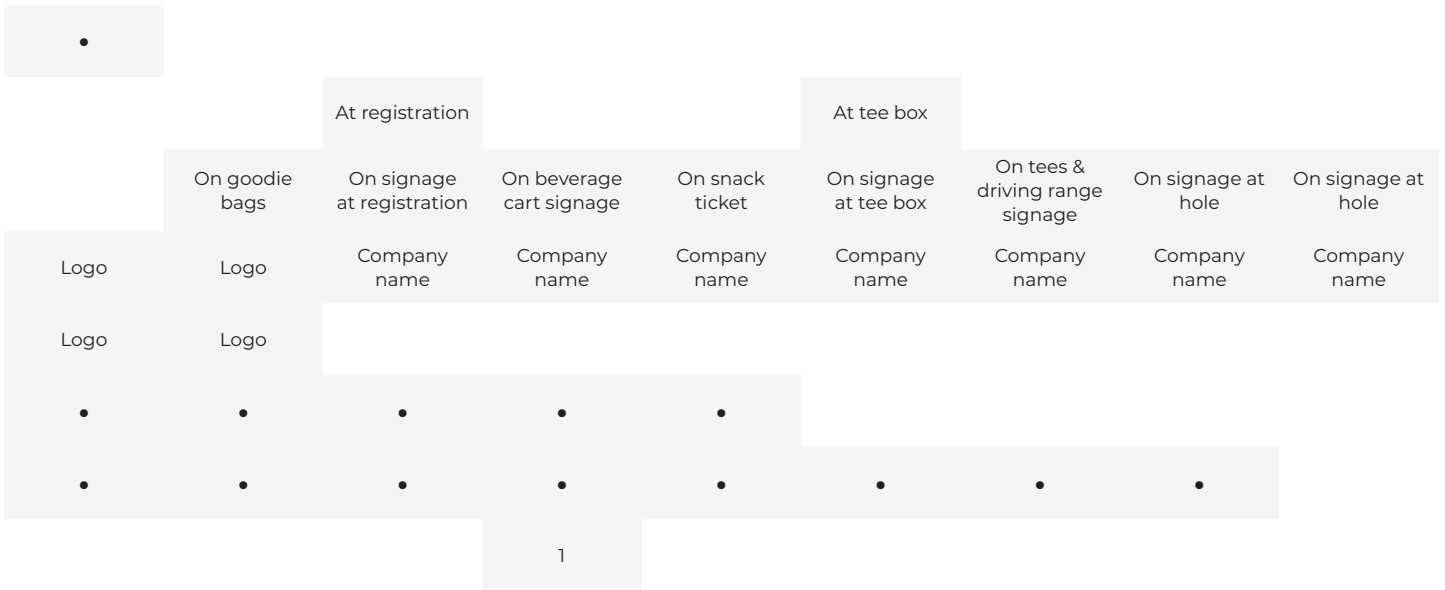 •
At registration At tee box
On goodie bags On signage at registration On beverage cart signage On snack ticket On signage at tee box On tees & driving range signage On signage at hole On signage at hole
Logo Logo Company name Company name Company name Company name Company name Company name Company name
Logo Logo
• • • • •
• • • • • • • •
1